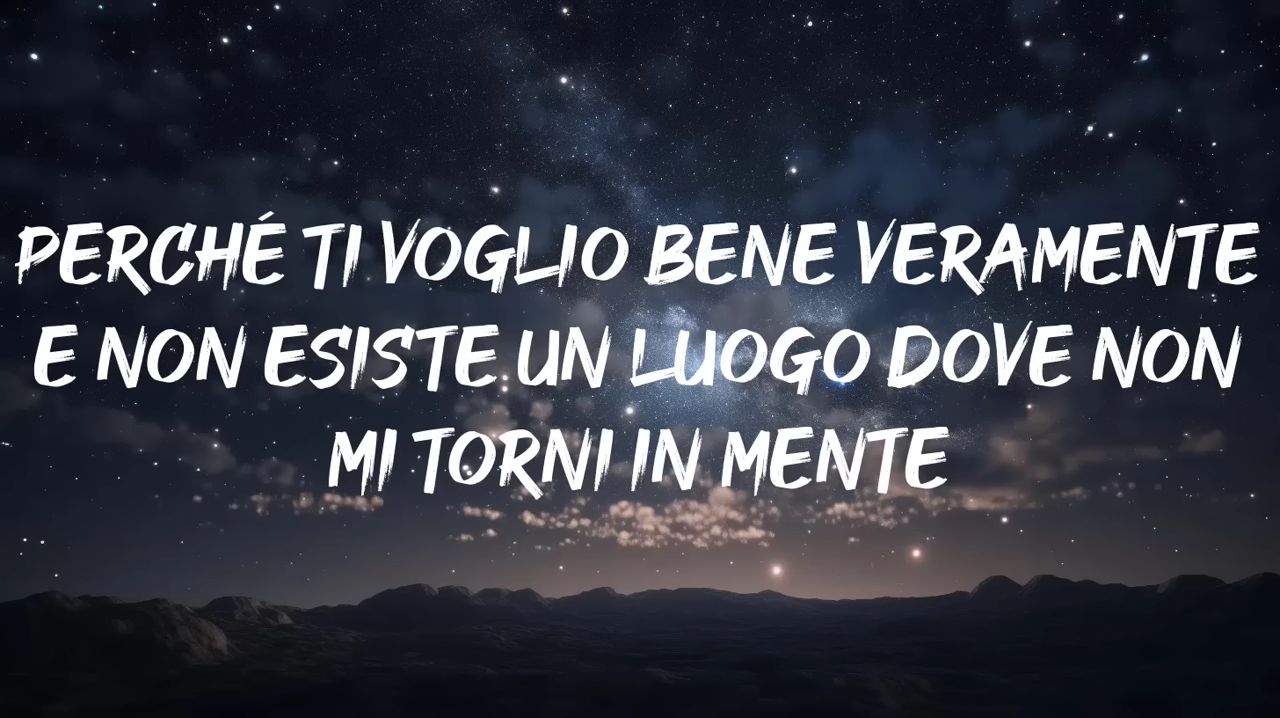 PERCHÉ TI VOGLIO BENE VERAMENTE
E NON ESISTE UN LUOGO DOVE NON
MI TORNI IN MENTE